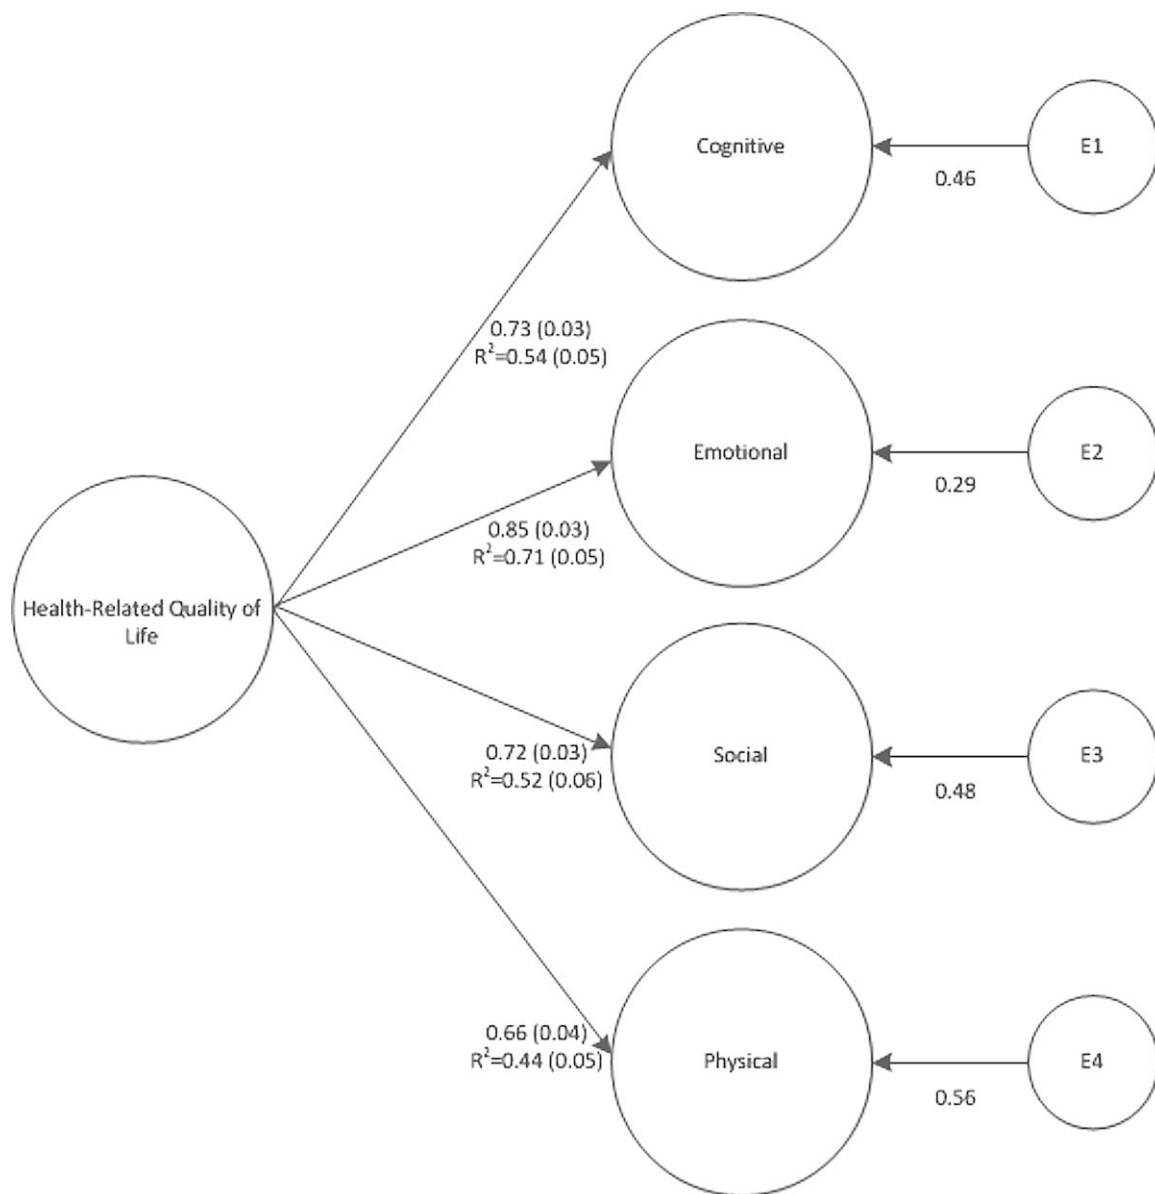 Cognitive
E1
0.46
0.73 (0.03)
R²=0.54 (0.05)
Emotional
E2
0.29
0.85 (0.03)
R²=0.71 (0.05)
Health-Related Quality of
Life
0.72 (0.03)
R²=0.52 (0.06)
Social
E3
0.48
0.66 (0.04)
R²=0.44 (0.05)
Physical
E4
0.56